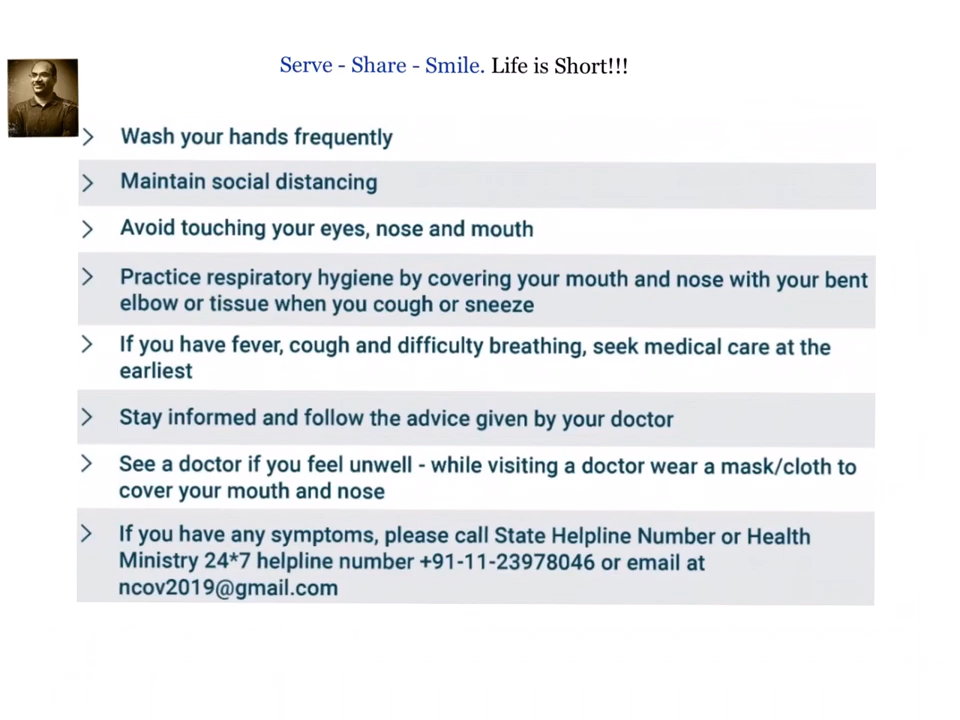 Serve - Share - Smile. Life is Short!!!
Wash your hands frequently
Maintain social distancing
Avoid touching your eyes, nose and mouth
Practice respiratory hygiene by covering your mouth and nose with your bent
elbow or tissue when you cough or sneeze
If you have fever, cough and difficulty breathing, seek medical care at the
earliest
Stay informed and follow the advice given by your doctor
See a doctor if you feel unwell - while visiting a doctor wear a mask/cloth to
cover your mouth and nose
If you have any symptoms, please call State Helpline Number or Health
Ministry 24*7 helpline number +91-11-23978046 or email at
ncov2019@gmail.com